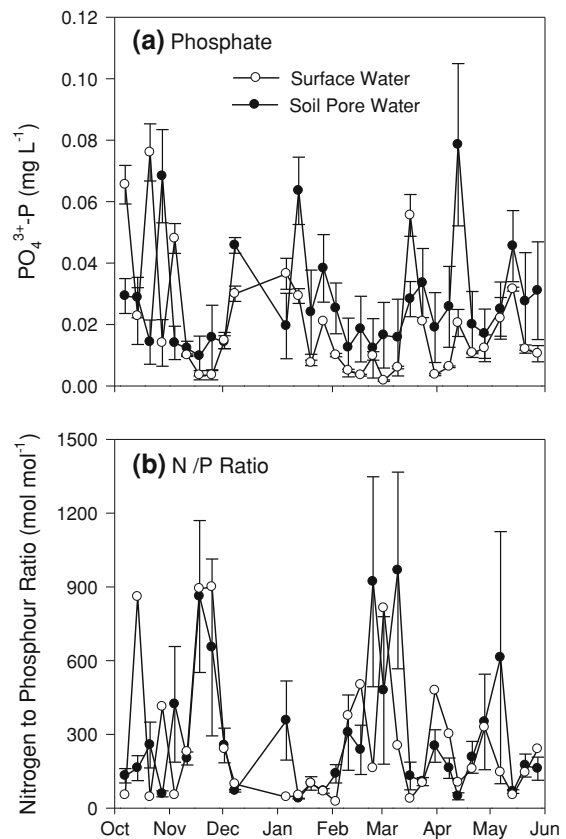 (a) Phosphate
Surface Water
Soil Pore Water
PO₄³⁺-P (mg L⁻¹)
0.12
0.10
0.08
0.06
0.04
0.02
0.00
(b) N /P Ratio
Nitrogen to Phosphour Ratio (mol mol⁻¹)
1500
1200
900
600
300
0
Oct Nov Dec Jan Feb Mar Apr May Jun